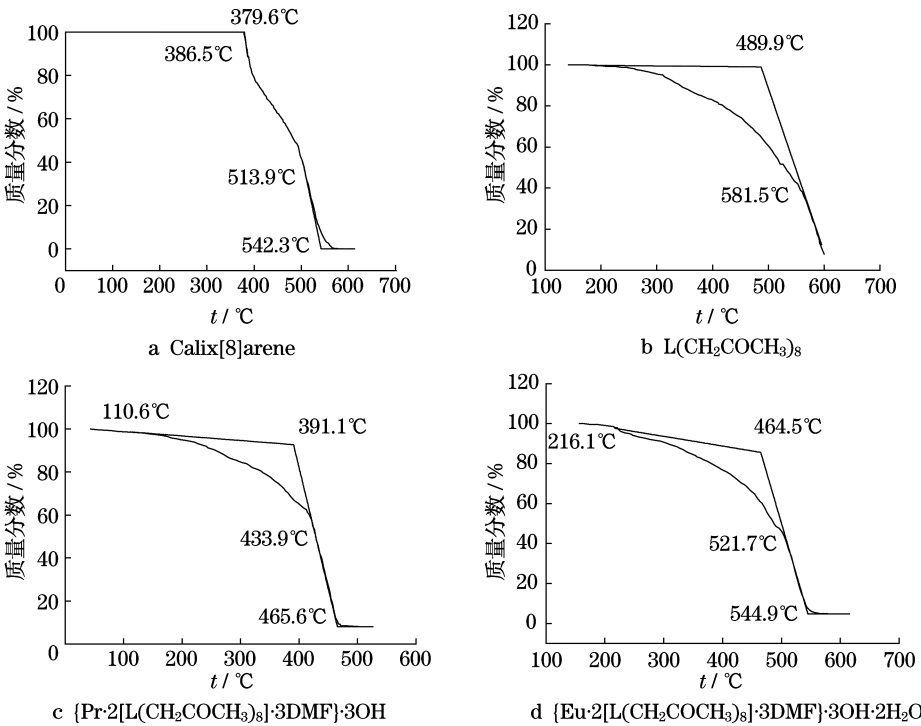 379.6℃
100
386.5℃
80
60
40
513.9℃
20
542.3℃
0
质量分数 / %
0 100 200 300 400 500 600 700
t / ℃
a Calix[8]arene
120
489.9℃
100
80
60
40
581.5℃
20
0
质量分数 / %
100 200 300 400 500 600 700
t / ℃
b L(CH₂COCH₃)₈
120
110.6℃
391.1℃
100
80
60
433.9℃
40
465.6℃
20
0
质量分数 / %
100 200 300 400 500 600
t / ℃
c {Pr·2[L(CH₂COCH₃)₈]·3DMF}·3OH
120
464.5℃
100
216.1℃
80
60
521.7℃
40
20
544.9℃
0
质量分数 / %
100 200 300 400 500 600 700
t / ℃
d {Eu·2[L(CH₂COCH₃)₈]·3DMF}·3OH·2H₂O